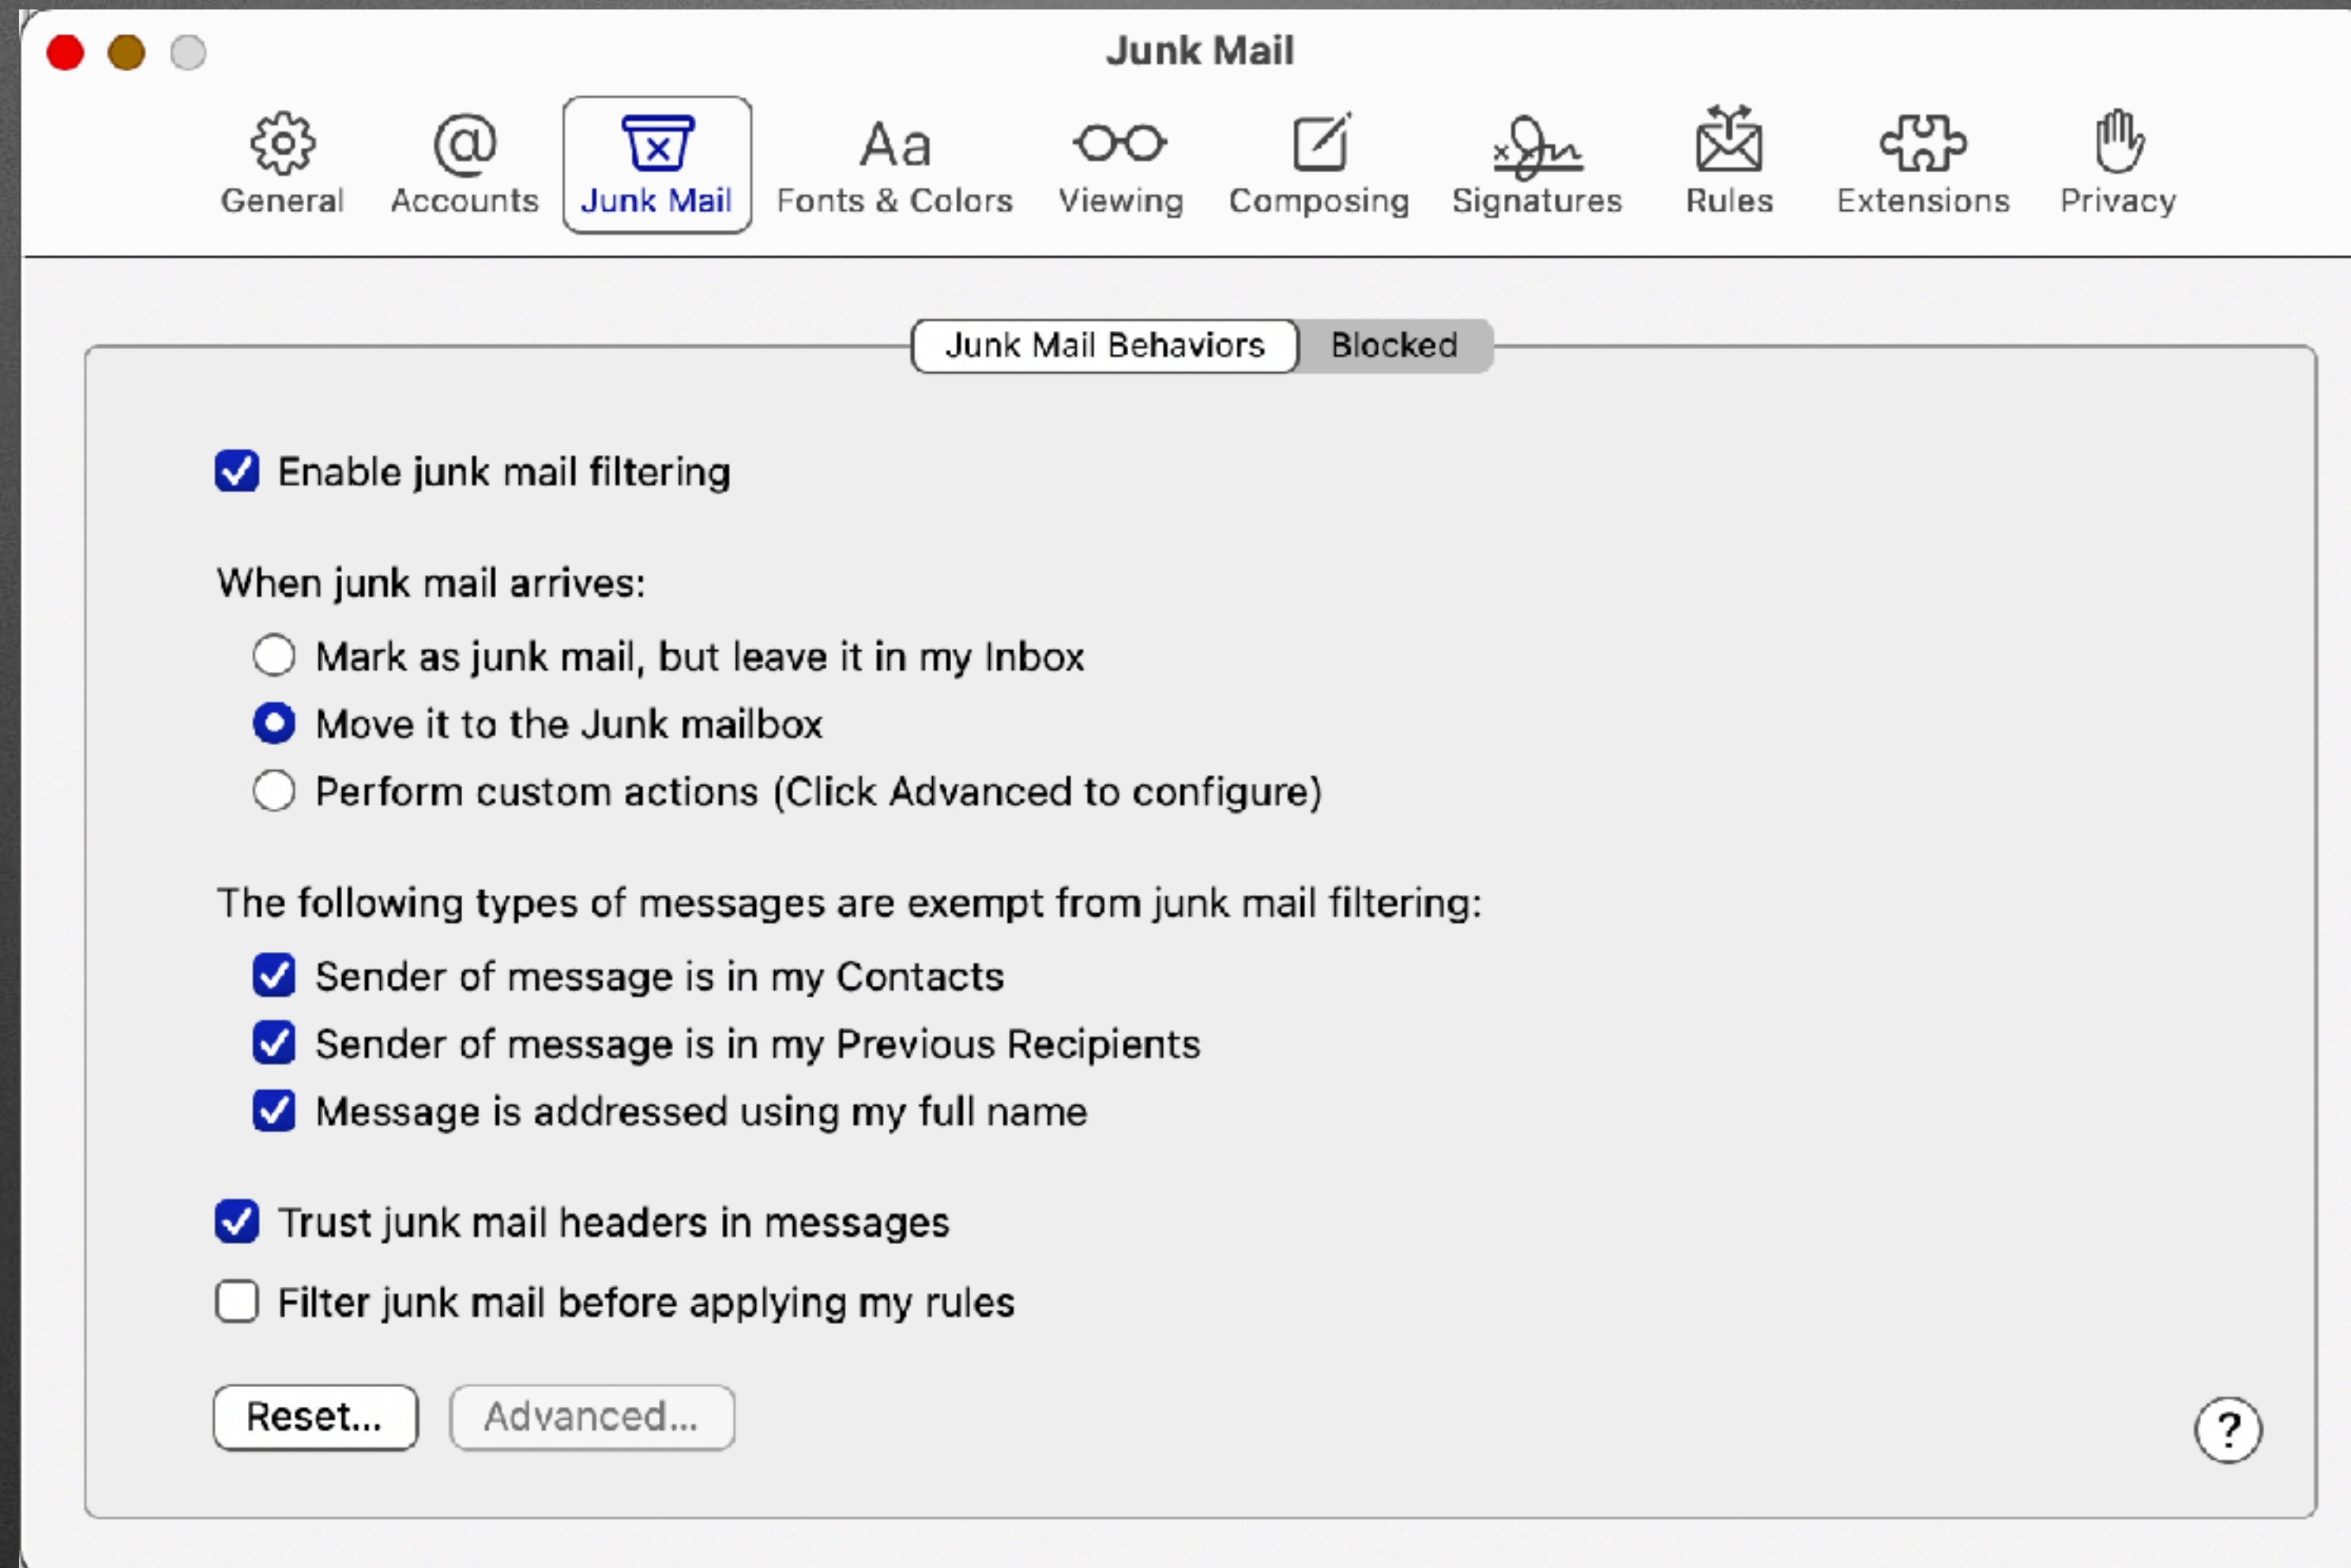 Junk Mail
General Accounts Junk Mail Fonts & Colors Viewing Composing Signatures Rules Extensions Privacy
Junk Mail Behaviors Blocked
Enable junk mail filtering
When junk mail arrives:
Mark as junk mail, but leave it in my Inbox
Move it to the Junk mailbox
Perform custom actions (Click Advanced to configure)
The following types of messages are exempt from junk mail filtering:
Sender of message is in my Contacts
Sender of message is in my Previous Recipients
Message is addressed using my full name
Trust junk mail headers in messages
Filter junk mail before applying my rules
Reset... Advanced... ?